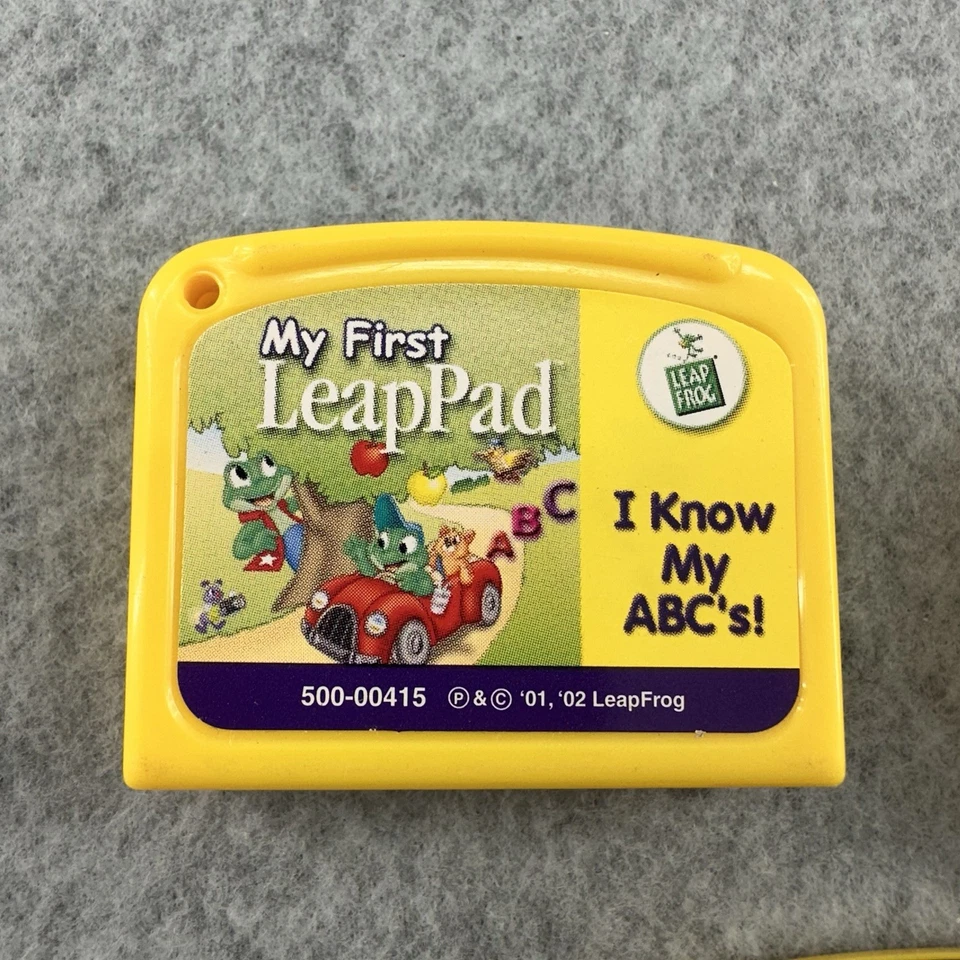 My First
LeapPad
LEAP
FROG
A B C
I Know
My
ABC's!
500-00415 ℗ & © '01, '02 LeapFrog